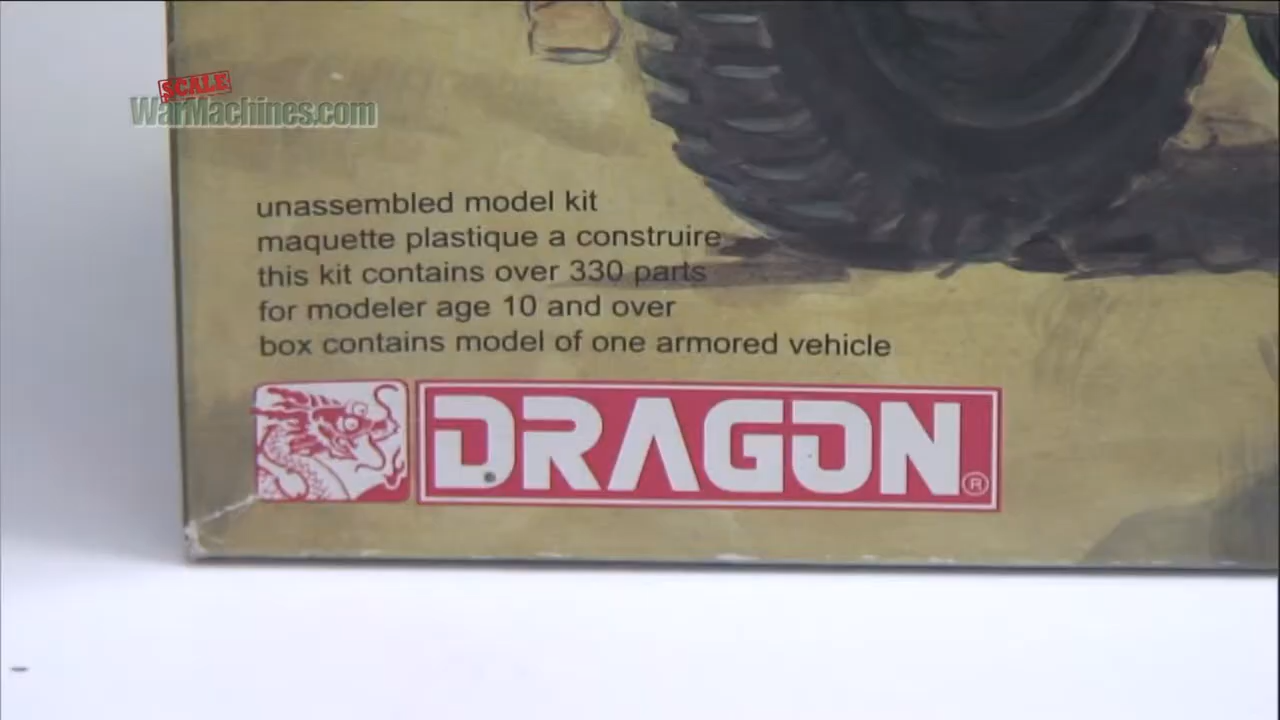 SCALE
WarMachines.com
unassembled model kit
maquette plastique a construire
this kit contains over 330 parts
for modeler age 10 and over
box contains model of one armored vehicle
DRAGON®